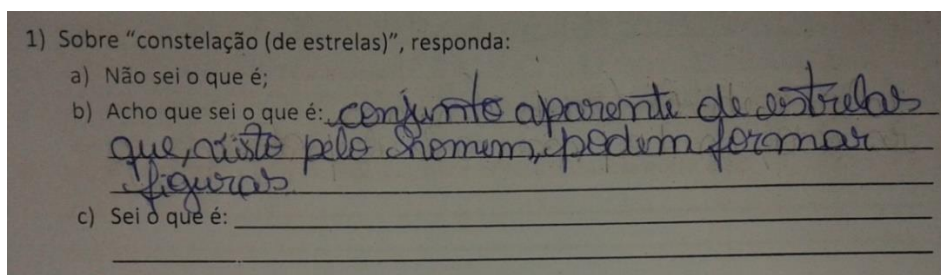 1) Sobre “constelação (de estrelas)”, responda:
a) Não sei o que é;
b) Acho que sei o que é: conjunto aparente de estrelas
que, visto pelo homem, podem formar
figuras
c) Sei o que é: